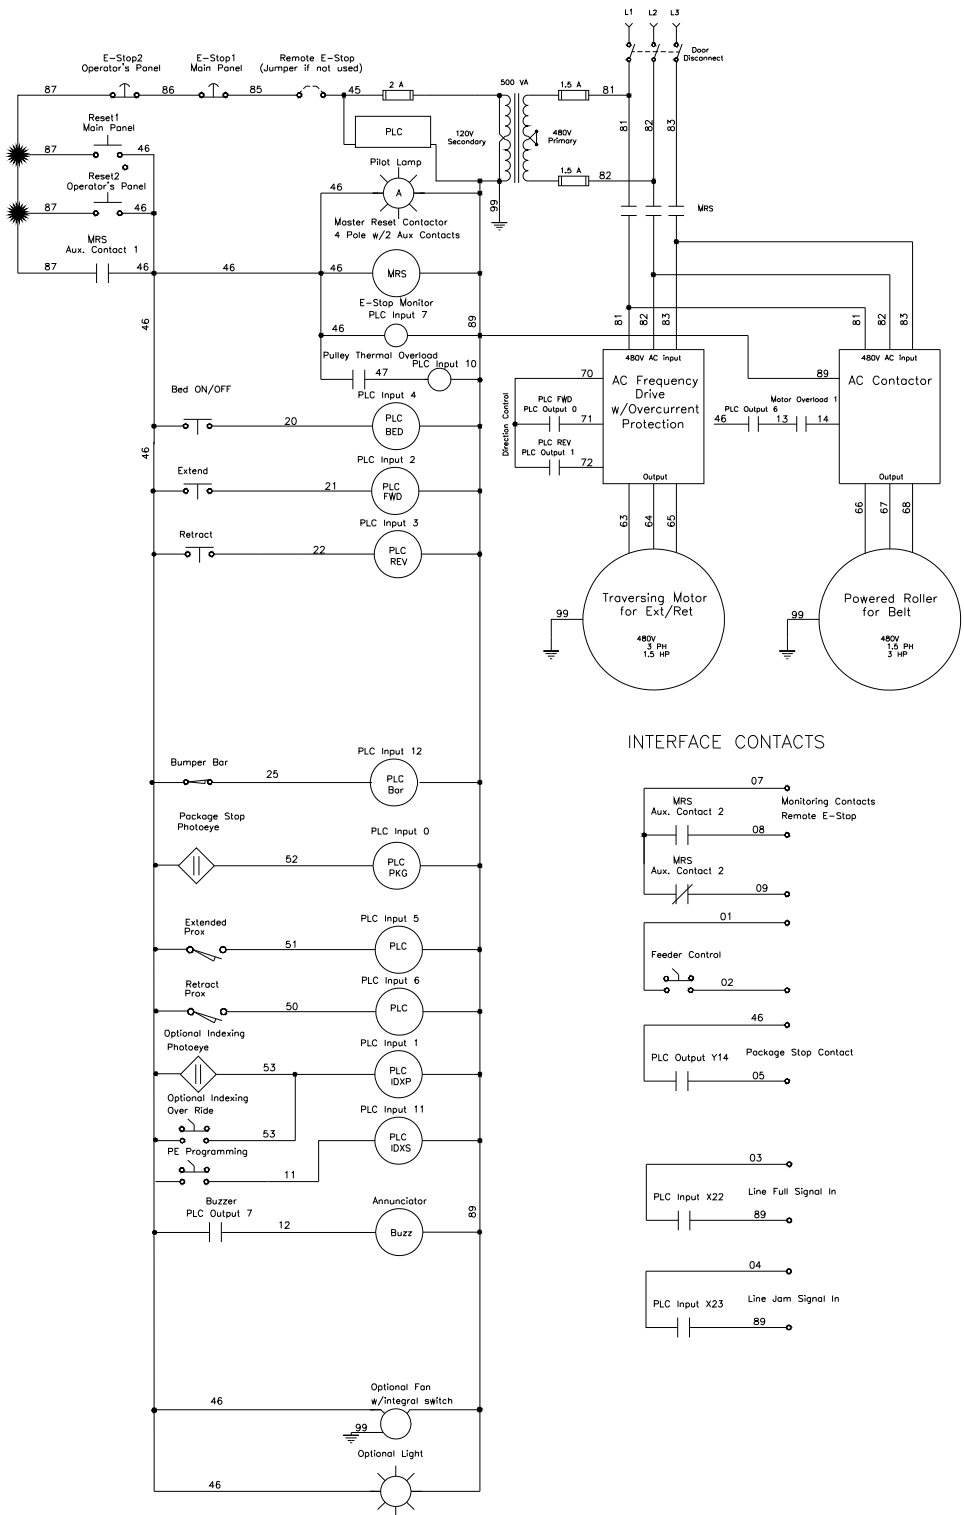 L1 L2 L3
Door
Disconnect
E-Stop2
Operator's Panel
E-Stop1
Main Panel
Remote E-Stop
(Jumper if not used)
87
86
85
45
2 A
500 VA
1.5 A
81
Reset1
Main Panel
PLC
120V
Secondary
480V
Primary
81
82
83
87
46
Pilot Lamp
1.5 A
82
Reset2
Operator's Panel
46
A
99
MRS
87
46
Master Reset Contactor
4 Pole w/2 Aux Contacts
MRS
Aux. Contact 1
87
46
46
46
MRS
E-Stop Monitor
PLC Input 7
46
46
89
81
82
83
81
82
83
Pulley Thermal Overload
PLC Input 10
47
480V AC input
AC Frequency
Drive
w/Overcurrent
Protection
Output
480V AC input
AC Contactor
Output
70
89
Direction Control
PLC FWD
PLC Output 0
71
PLC REV
PLC Output 1
72
PLC Output 6
Motor Overload 1
46
13
14
Bed ON/OFF
PLC Input 4
20
PLC
BED
46
Extend
PLC Input 2
21
PLC
FWD
Retract
PLC Input 3
22
PLC
REV
63
64
65
66
67
68
Traversing Motor
for Ext/Ret
480V
3 PH
1.5 HP
99
Powered Roller
for Belt
480V
1.5 PH
3 HP
99
INTERFACE CONTACTS
Bumper Bar
PLC Input 12
25
PLC
Bar
07
Monitoring Contacts
Remote E-Stop
MRS
Aux. Contact 2
08
Package Stop
Photoeye
PLC Input 0
52
PLC
PKG
MRS
Aux. Contact 2
09
Extended
Prox
PLC Input 5
51
PLC
01
Feeder Control
02
Retract
Prox
PLC Input 6
50
PLC
46
Optional Indexing
Photoeye
PLC Input 1
53
PLC
IDXP
PLC Output Y14
Package Stop Contact
05
Optional Indexing
Over Ride
53
PLC Input 11
PLC
IDXS
PE Programming
11
03
PLC Input X22
Line Full Signal In
89
Buzzer
PLC Output 7
12
Annunciator
Buzz
89
04
PLC Input X23
Line Jam Signal In
89
Optional Fan
w/integral switch
46
99
Optional Light
46